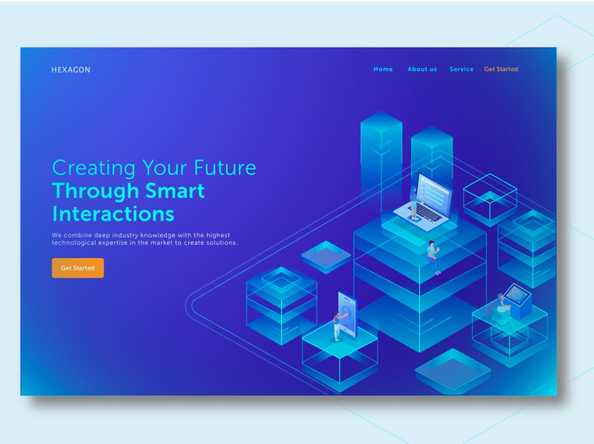 HEXAGON
Home About us Service Get Started
Creating Your Future
Through Smart
Interactions
We combine deep industry knowledge with the highest
technological expertise in the market to create solutions.
Get Started